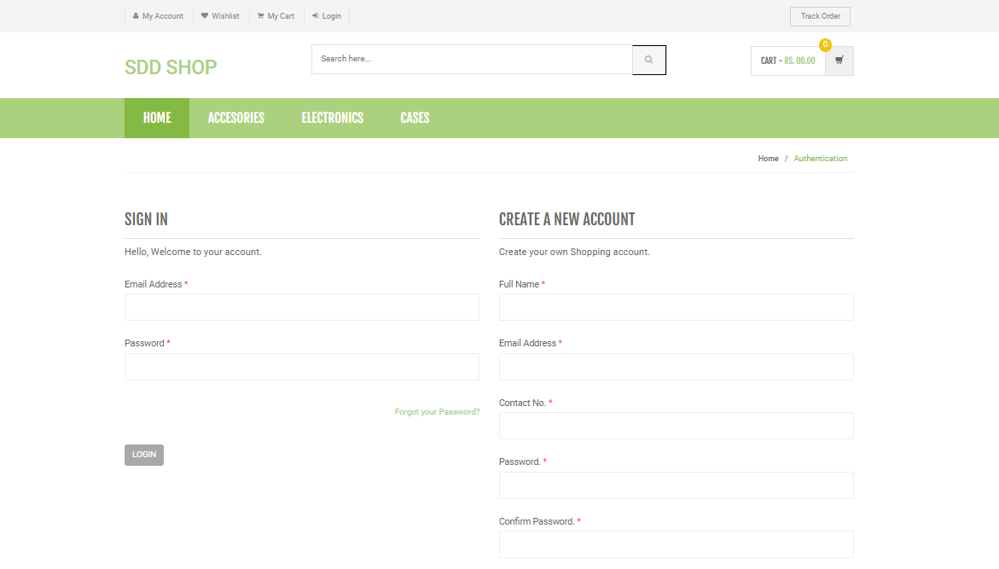 My Account Wishlist My Cart Login Track Order
SDD SHOP
Search here...
CART - RS. 00.00
0
HOME ACCESORIES ELECTRONICS CASES
Home / Authentication
SIGN IN
Hello, Welcome to your account.
Email Address *
Password *
Forgot your Password?
LOGIN
CREATE A NEW ACCOUNT
Create your own Shopping account.
Full Name *
Email Address *
Contact No. *
Password. *
Confirm Password. *